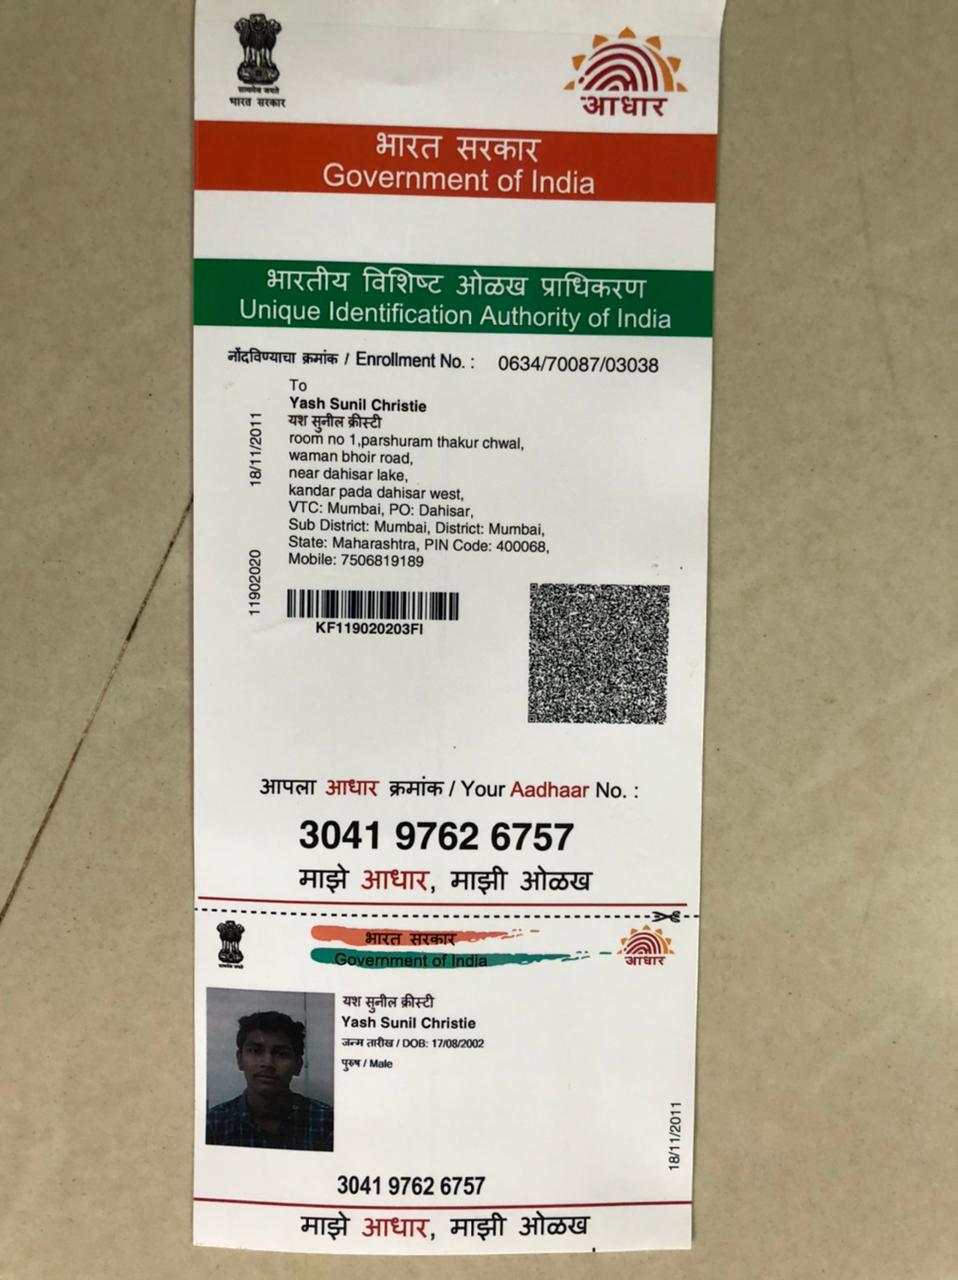 सत्यमेव जयते
भारत सरकार
आधार
भारत सरकार
Government of India
भारतीय विशिष्ट ओळख प्राधिकरण
Unique Identification Authority of India
नोंदविण्याचा क्रमांक / Enrollment No. : 0634/70087/03038
To
Yash Sunil Christie
यश सुनील क्रीस्टी
room no 1,parshuram thakur chwal,
waman bhoir road,
near dahisar lake,
kandar pada dahisar west,
VTC: Mumbai, PO: Dahisar,
Sub District: Mumbai, District: Mumbai,
State: Maharashtra, PIN Code: 400068,
Mobile: 7506819189
18/11/2011
11902020
KF119020203FI
आपला आधार क्रमांक / Your Aadhaar No. :
3041 9762 6757
माझे आधार, माझी ओळख
भारत सरकार
Government of India
आधार
यश सुनील क्रीस्टी
Yash Sunil Christie
जन्म तारीख / DOB: 17/08/2002
पुरुष / Male
18/11/2011
3041 9762 6757
माझे आधार, माझी ओळख